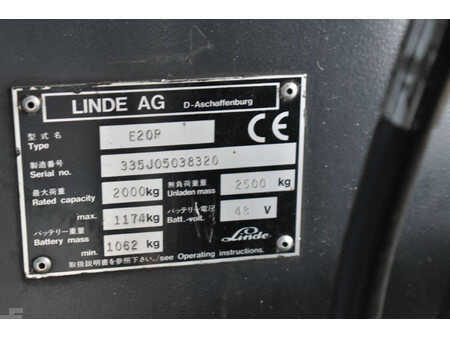 LINDE AG D-Aschaffenburg
型式名 E20P CE
Type
製造番号 335J05038320
Serial no.
最大荷重 2000kg 無負荷重量 2500 kg
Rated capacity Unladen mass
max. 1174kg バッテリー電圧 48 V
バッテリー重量 Batt.-volt.
Battery mass
min. 1062 kg Linde
取扱説明書を参照下さい./see Operating instructions.